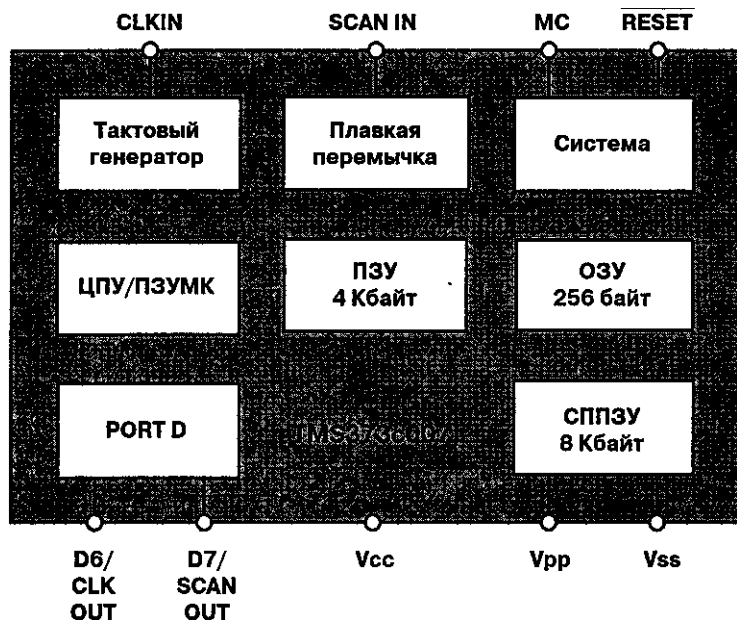 CLKIN
SCAN IN
MC
RESET
Тактовый
генератор
Плавкая
перемычка
Система
ЦПУ/ПЗУМК
ПЗУ
4 Кбайт
ОЗУ
256 байт
PORT D
СППЗУ
8 Кбайт
D6/
CLK
OUT
D7/
SCAN
OUT
Vcc
Vpp
Vss